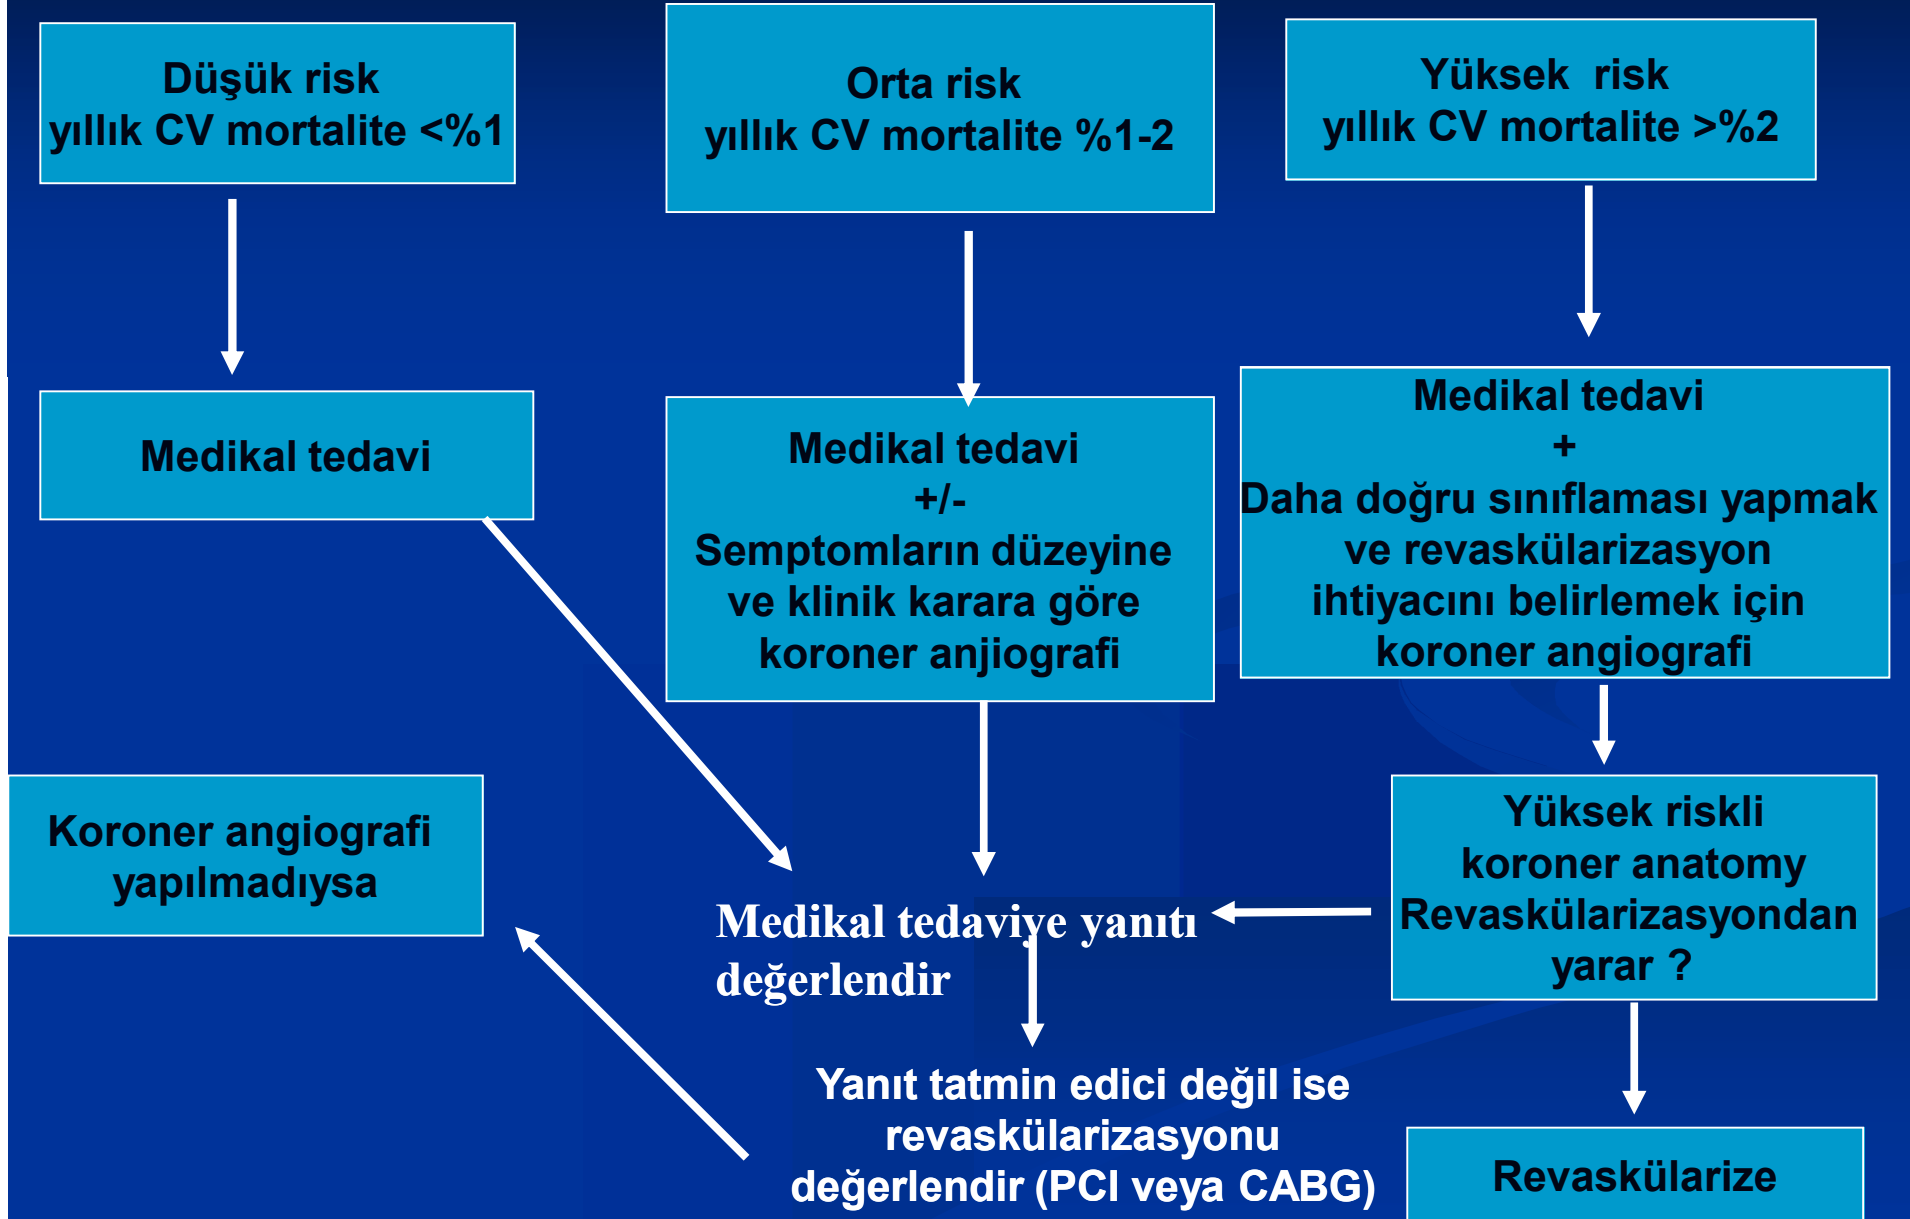 Düşük risk
yıllık CV mortalite <%1
Orta risk
yıllık CV mortalite %1-2
Yüksek risk
yıllık CV mortalite >%2
Medikal tedavi
Medikal tedavi
+/-
Semptomların düzeyine
ve klinik karara göre
koroner anjiografi
Medikal tedavi
+
Daha doğru sınıflaması yapmak
ve revaskülarizasyon
ihtiyacını belirlemek için
koroner angiografi
Koroner angiografi
yapılmadıysa
Medikal tedaviye yanıtı
değerlendir
Yüksek riskli
koroner anatomy
Revaskülarizasyondan
yarar ?
Yanıt tatmin edici değil ise
revaskülarizasyonu
değerlendir (PCI veya CABG)
Revaskülarize